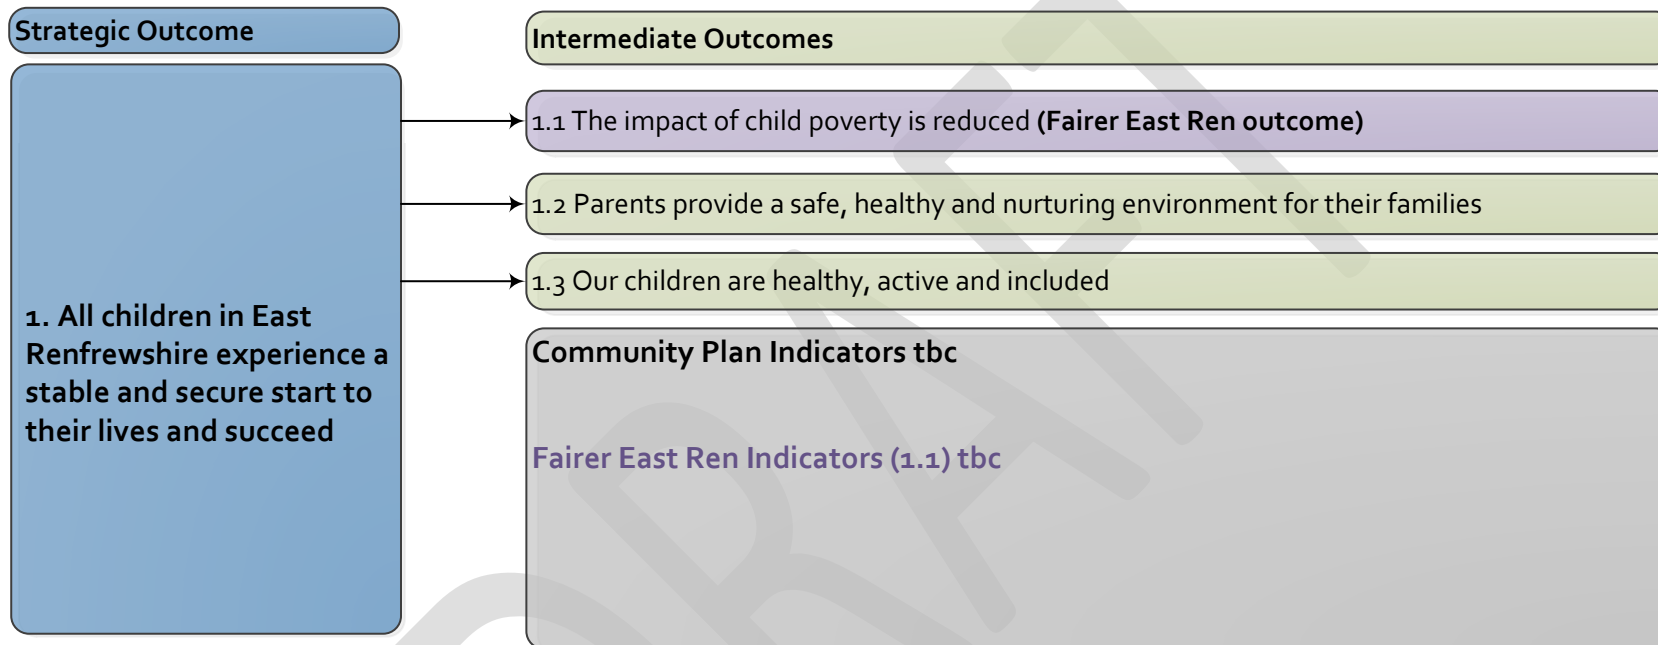 Strategic Outcome
Intermediate Outcomes
1. All children in East
Renfrewshire experience a
stable and secure start to
their lives and succeed
1.1 The impact of child poverty is reduced (Fairer East Ren outcome)
1.2 Parents provide a safe, healthy and nurturing environment for their families
1.3 Our children are healthy, active and included
Community Plan Indicators tbc
Fairer East Ren Indicators (1.1) tbc
DRAFT